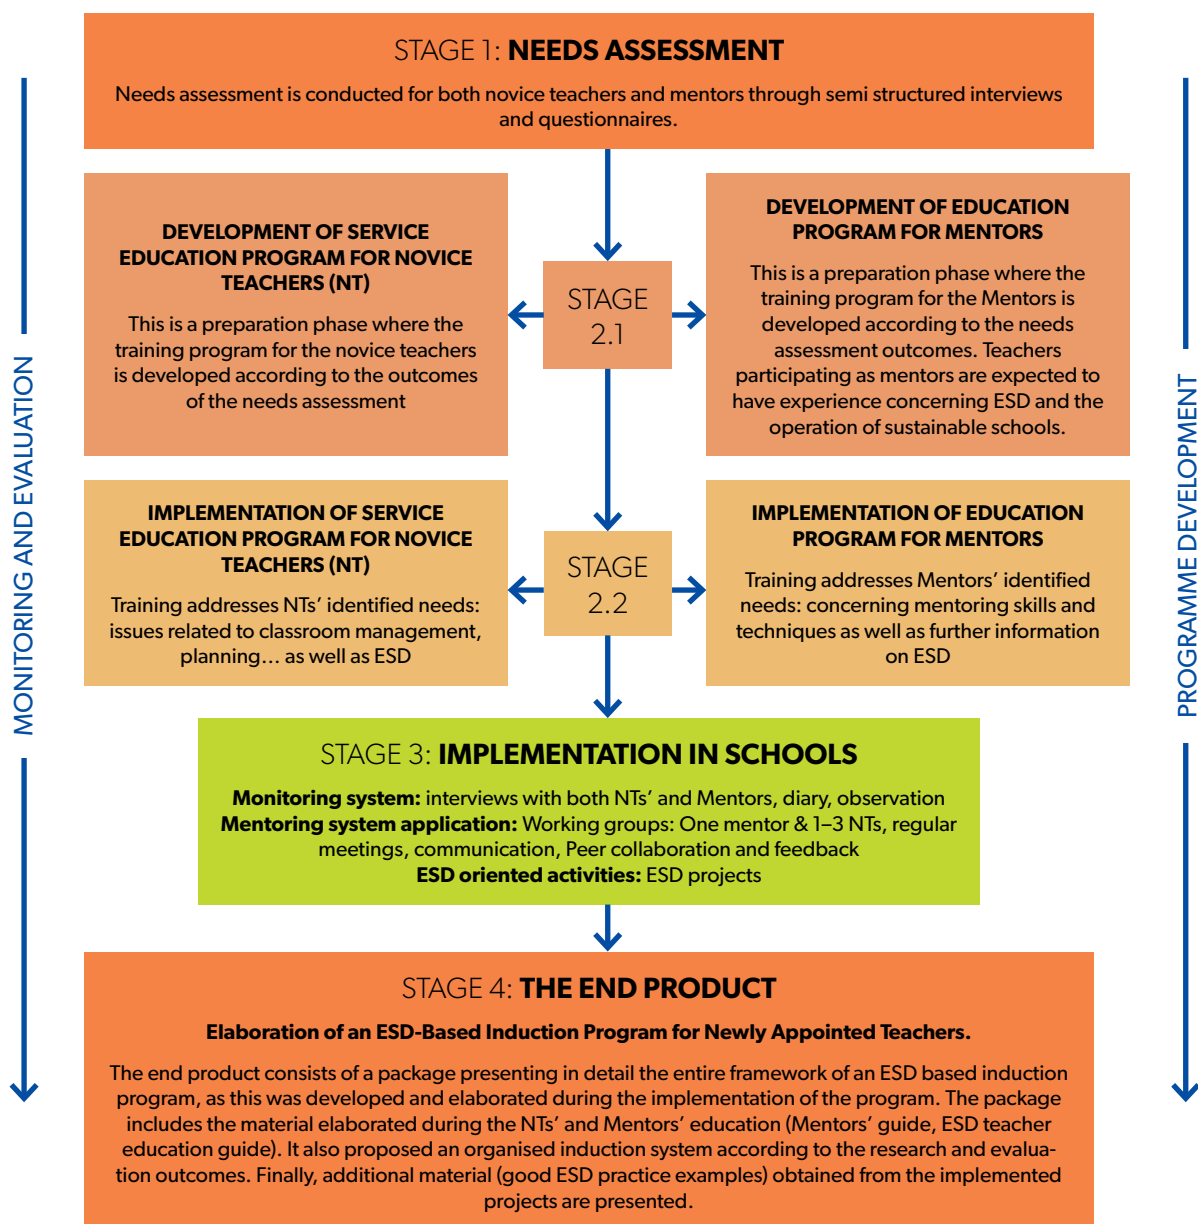 STAGE 1: NEEDS ASSESSMENT
Needs assessment is conducted for both novice teachers and mentors through semi structured interviews
and questionnaires.
MONITORING AND EVALUATION
PROGRAMME DEVELOPMENT
STAGE
2.1
DEVELOPMENT OF SERVICE
EDUCATION PROGRAM FOR NOVICE
TEACHERS (NT)
This is a preparation phase where the
training program for the novice teachers
is developed according to the outcomes
of the needs assessment
DEVELOPMENT OF EDUCATION
PROGRAM FOR MENTORS
This is a preparation phase where the
training program for the Mentors is
developed according to the needs
assessment outcomes. Teachers
participating as mentors are expected to
have experience concerning ESD and the
operation of sustainable schools.
STAGE
2.2
IMPLEMENTATION OF SERVICE
EDUCATION PROGRAM FOR NOVICE
TEACHERS (NT)
Training addresses NTs' identified needs:
issues related to classroom management,
planning… as well as ESD
IMPLEMENTATION OF EDUCATION
PROGRAM FOR MENTORS
Training addresses Mentors' identified
needs: concerning mentoring skills and
techniques as well as further information
on ESD
STAGE 3: IMPLEMENTATION IN SCHOOLS
Monitoring system: interviews with both NTs' and Mentors, diary, observation
Mentoring system application: Working groups: One mentor & 1–3 NTs, regular
meetings, communication, Peer collaboration and feedback
ESD oriented activities: ESD projects
STAGE 4: THE END PRODUCT
Elaboration of an ESD-Based Induction Program for Newly Appointed Teachers.
The end product consists of a package presenting in detail the entire framework of an ESD based induction
program, as this was developed and elaborated during the implementation of the program. The package
includes the material elaborated during the NTs' and Mentors' education (Mentors' guide, ESD teacher
education guide). It also proposed an organised induction system according to the research and evalua-
tion outcomes. Finally, additional material (good ESD practice examples) obtained from the implemented
projects are presented.